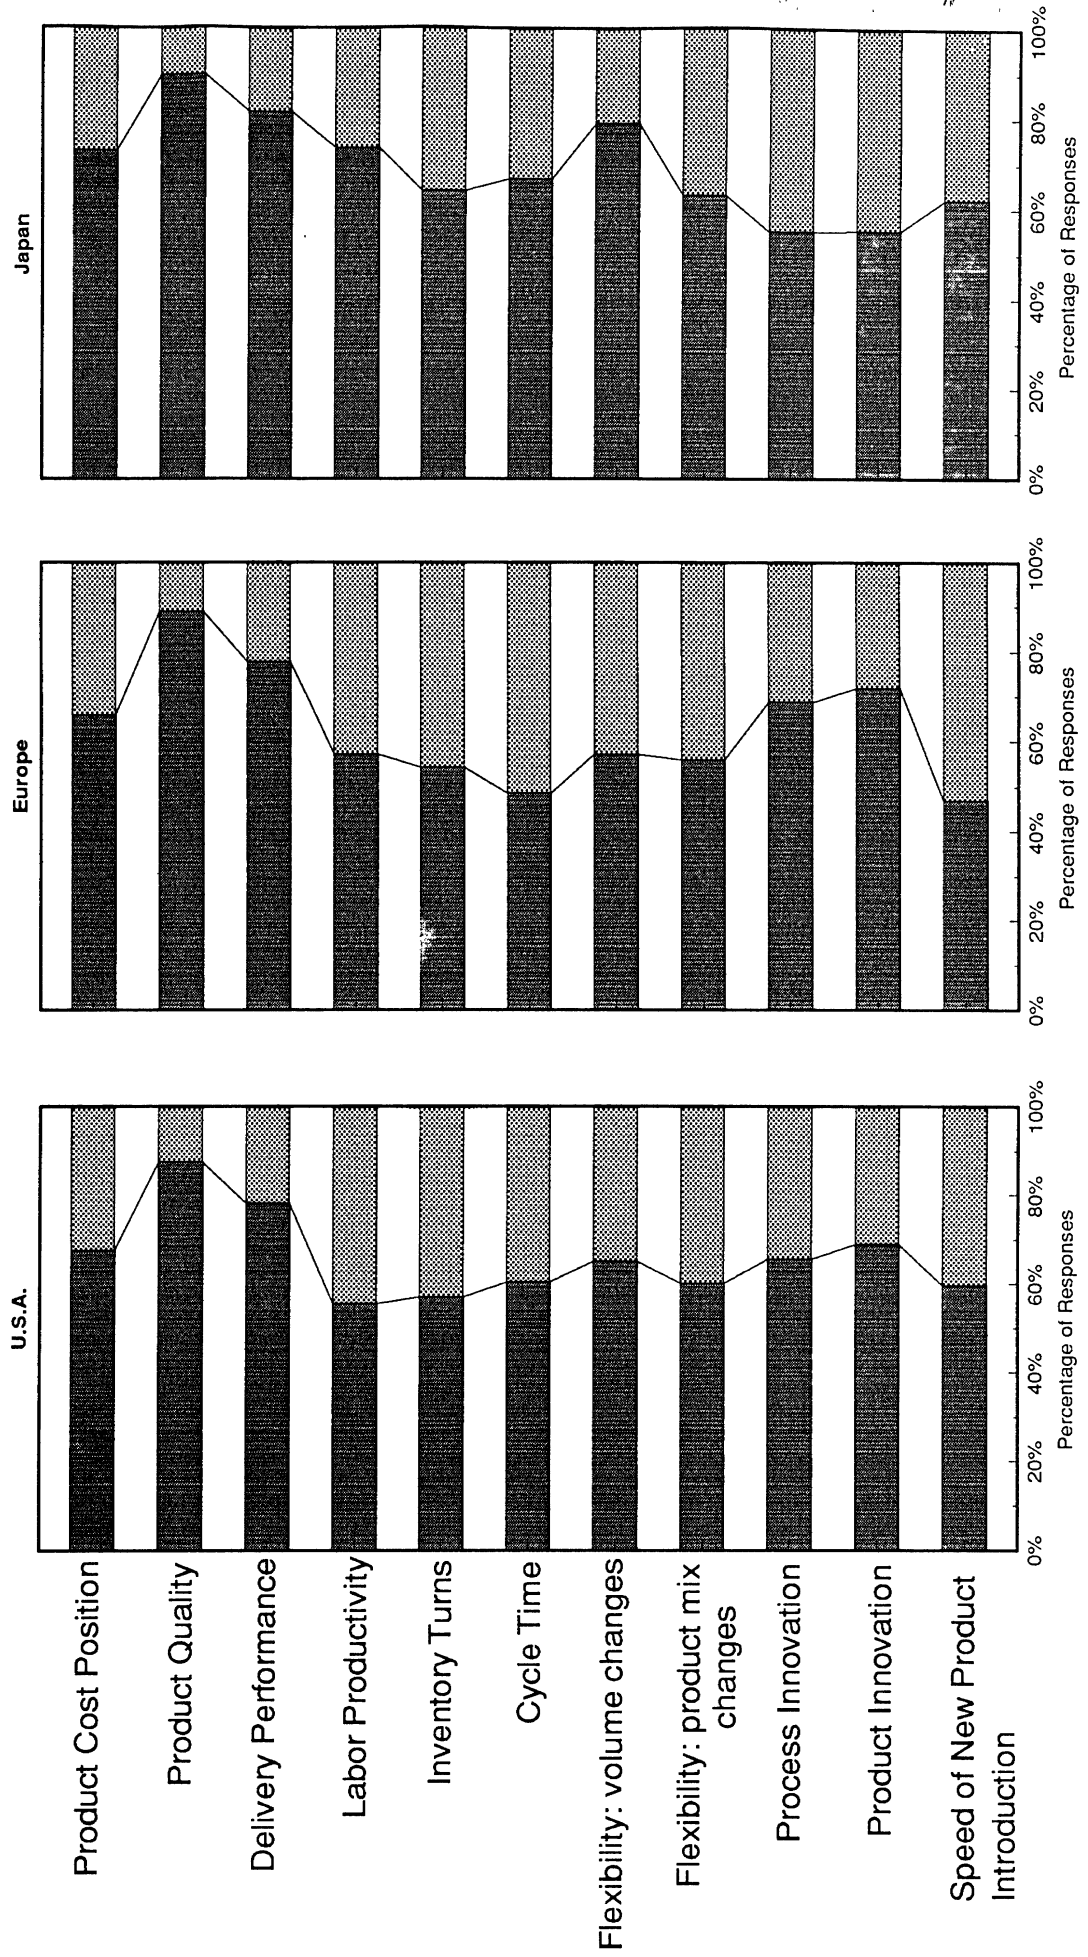 U.S.A.
Europe
Japan
Product Cost Position
Product Quality
Delivery Performance
Labor Productivity
Inventory Turns
Cycle Time
Flexibility: volume changes
Flexibility: product mix
changes
Process Innovation
Product Innovation
Speed of New Product
Introduction
0% 20% 40% 60% 80% 100%
Percentage of Responses
0% 20% 40% 60% 80% 100%
Percentage of Responses
0% 20% 40% 60% 80% 100%
Percentage of Responses